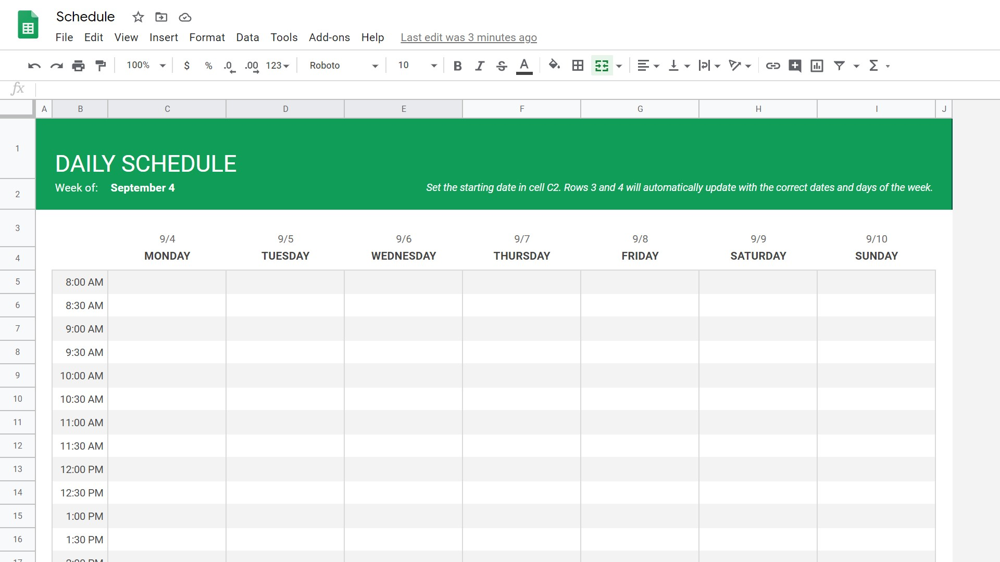 Schedule
File Edit View Insert Format Data Tools Add-ons Help Last edit was 3 minutes ago
100% $ % .0 .00 123 Roboto 10 B I S A Σ
fx
A B C D E F G H I J
1 DAILY SCHEDULE
2 Week of: September 4 Set the starting date in cell C2. Rows 3 and 4 will automatically update with the correct dates and days of the week.
3 9/4 9/5 9/6 9/7 9/8 9/9 9/10
4 MONDAY TUESDAY WEDNESDAY THURSDAY FRIDAY SATURDAY SUNDAY
5 8:00 AM
6 8:30 AM
7 9:00 AM
8 9:30 AM
9 10:00 AM
10 10:30 AM
11 11:00 AM
12 11:30 AM
13 12:00 PM
14 12:30 PM
15 1:00 PM
16 1:30 PM
17 2:00 PM